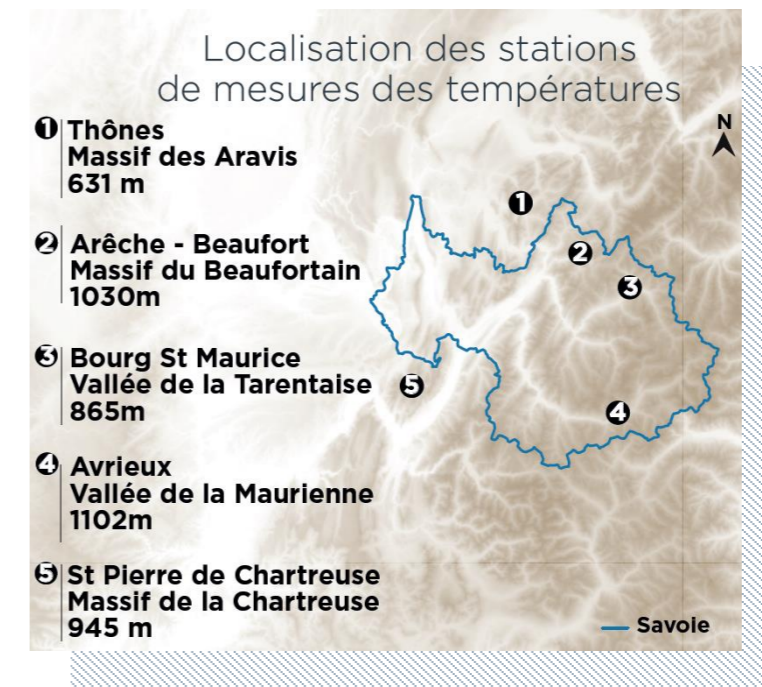 Localisation des stations
de mesures des températures
N
1 Thônes
Massif des Aravis
631 m
2 Arêche - Beaufort
Massif du Beaufortain
1030m
3 Bourg St Maurice
Vallée de la Tarentaise
865m
4 Avrieux
Vallée de la Maurienne
1102m
5 St Pierre de Chartreuse
Massif de la Chartreuse
945 m
1
2
3
5
4
Savoie